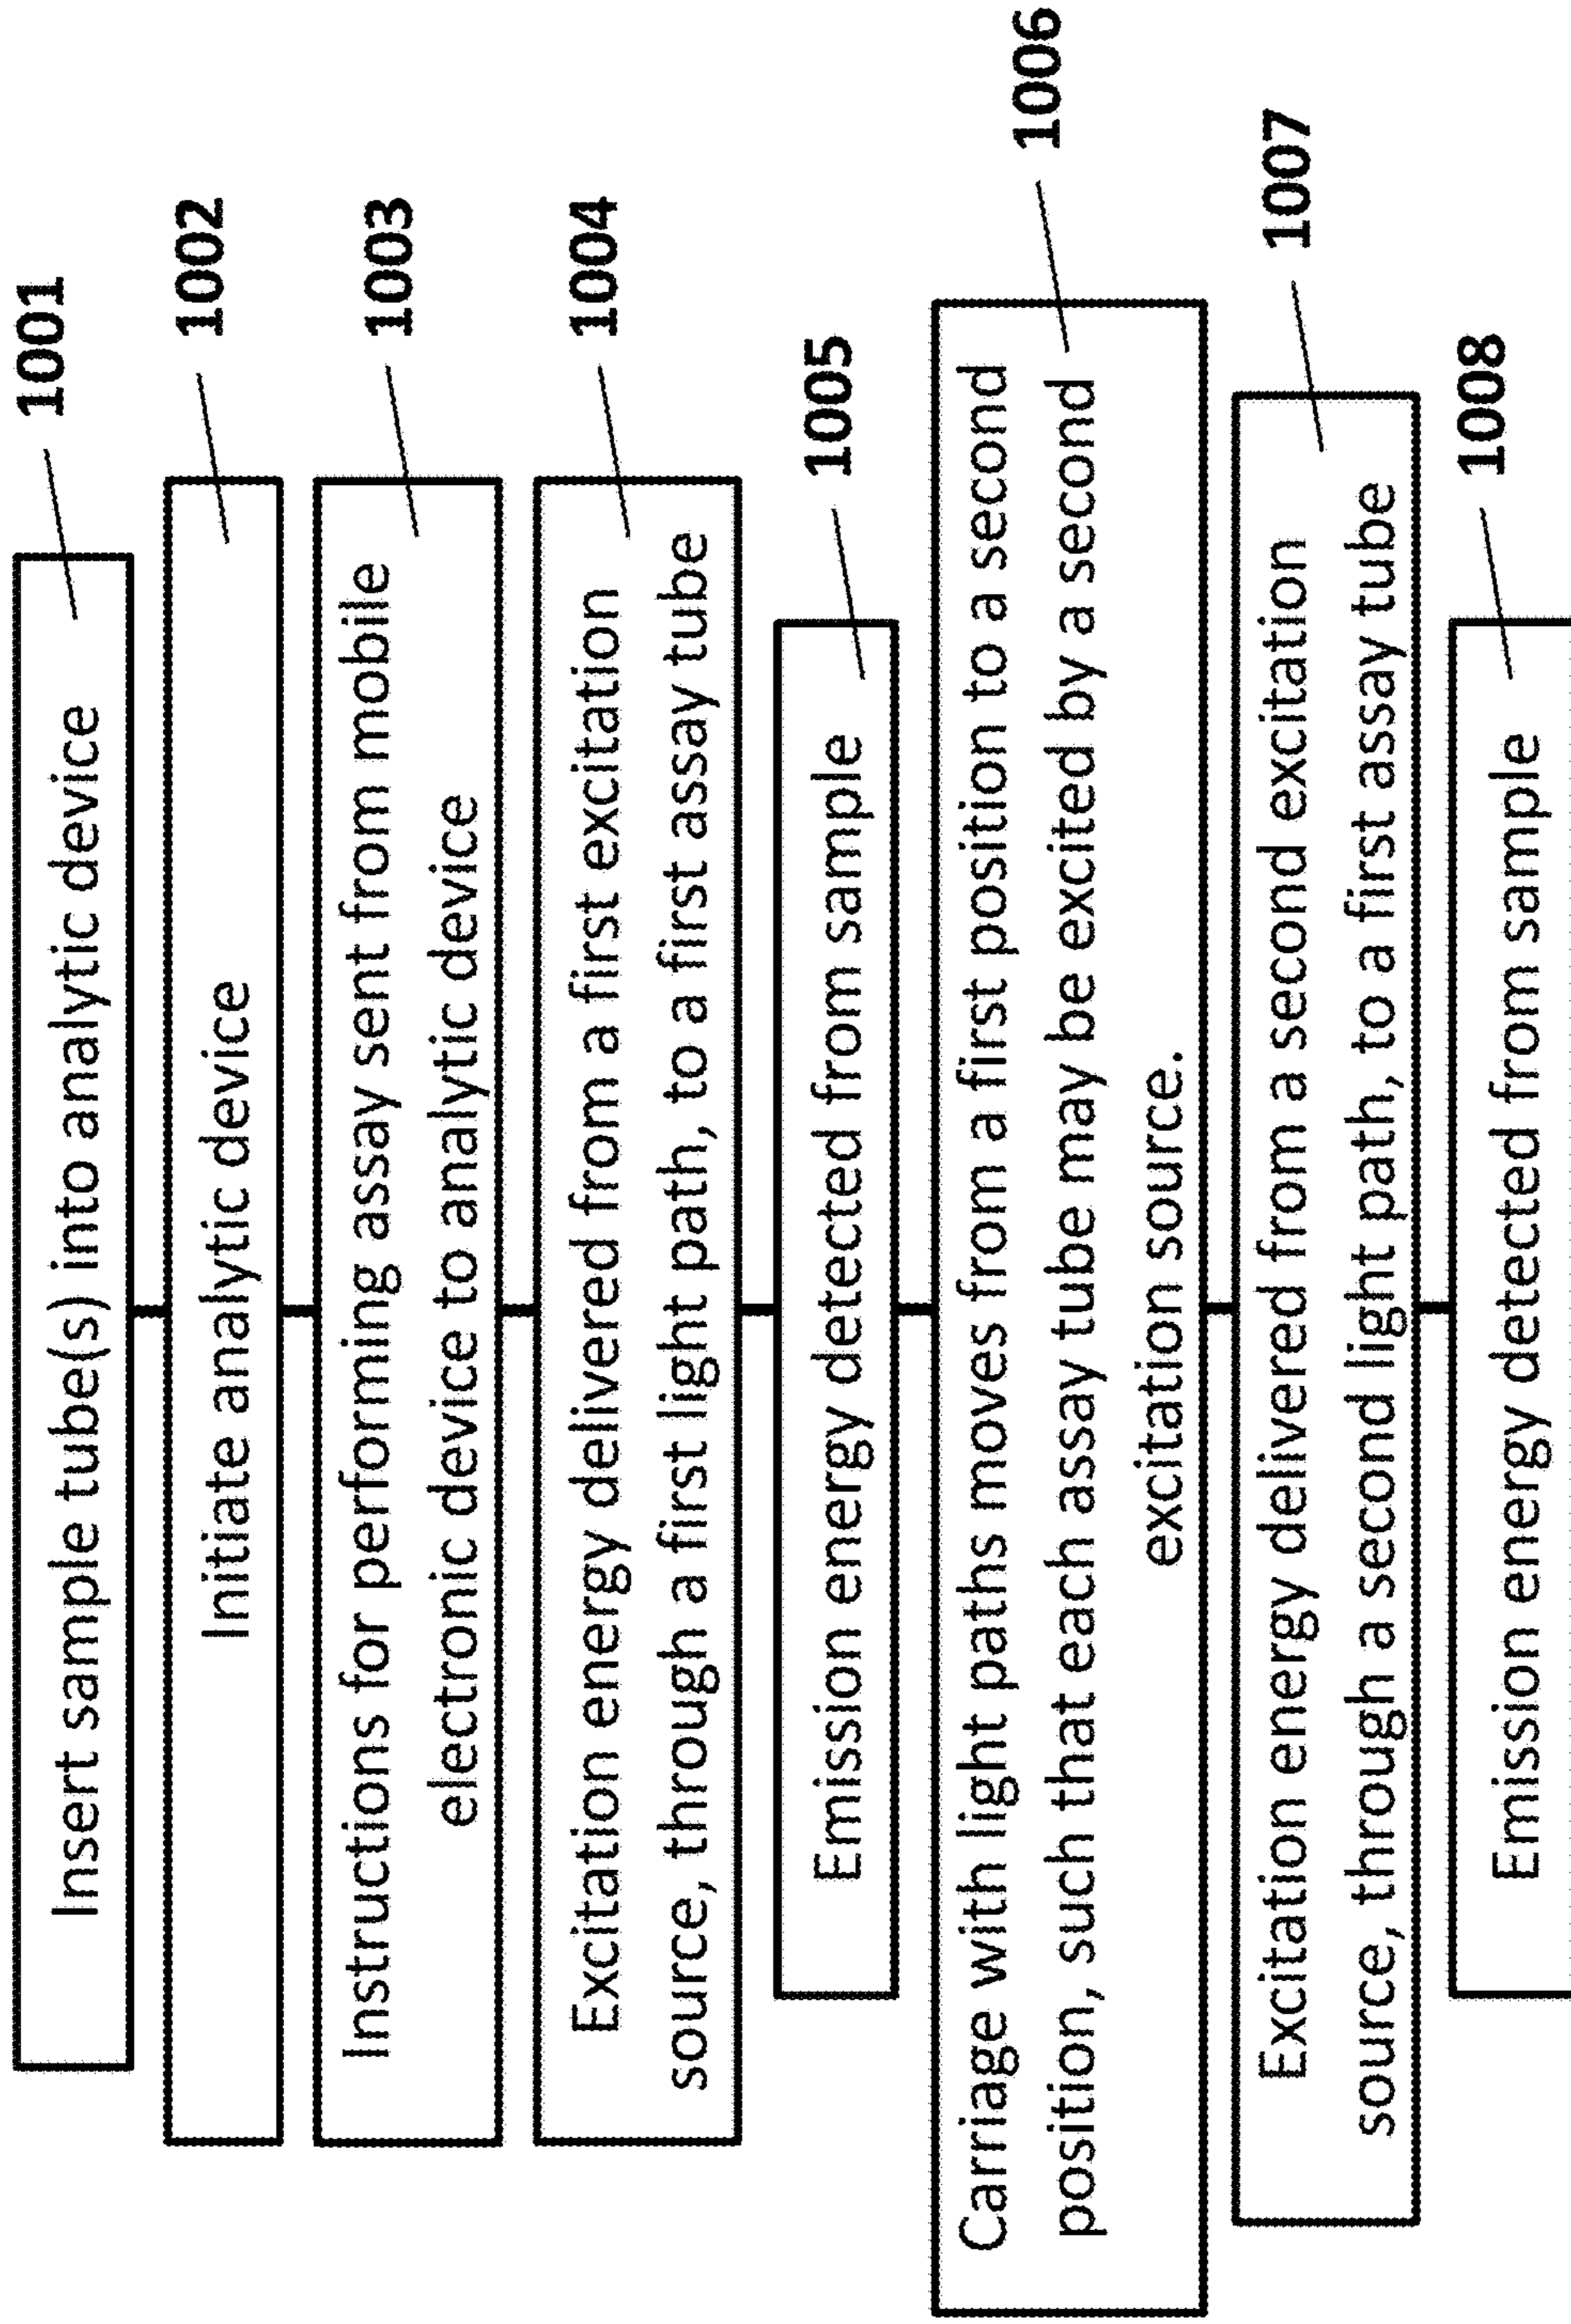 Insert sample tube(s) into analytic device
1001
Initiate analytic device
1002
Instructions for performing assay sent from mobile
electronic device to analytic device
1003
Excitation energy delivered from a first excitation
source, through a first light path, to a first assay tube
1004
Emission energy detected from sample
1005
Carriage with light paths moves from a first position to a second
position, such that each assay tube may be excited by a second
excitation source.
1006
Excitation energy delivered from a second excitation
source, through a second light path, to a first assay tube
1007
Emission energy detected from sample
1008